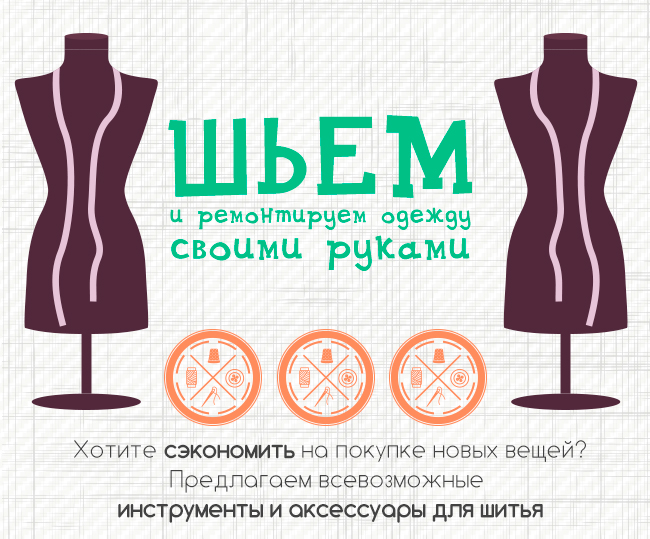 ШЬЕМ
и ремонтируем одежду
своими руками
Хотите сэкономить на покупке новых вещей?
Предлагаем всевозможные
инструменты и аксессуары для шитья